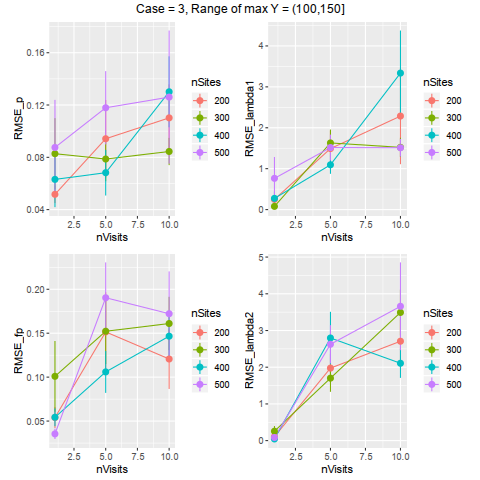 Case = 3, Range of max Y = (100,150]
RMSE_p
0.16
0.12
0.08
0.04
2.5 5.0 7.5 10.0
nVisits
nSites
200
300
400
500
RMSE_lambda1
4
3
2
1
0
2.5 5.0 7.5 10.0
nVisits
nSites
200
300
400
500
RMSE_fp
0.20
0.15
0.10
0.05
2.5 5.0 7.5 10.0
nVisits
nSites
200
300
400
500
RMSE_lambda2
5
4
3
2
1
0
2.5 5.0 7.5 10.0
nVisits
nSites
200
300
400
500